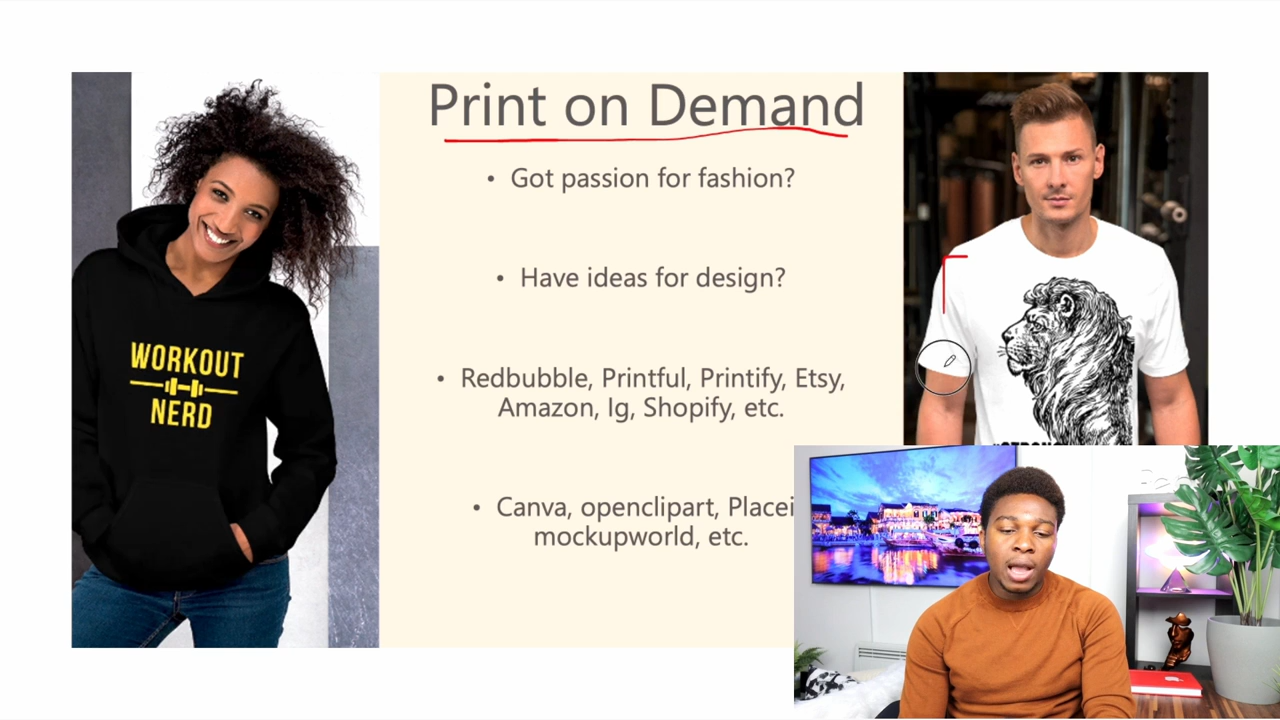 Print on Demand
• Got passion for fashion?
• Have ideas for design?
• Redbubble, Printful, Printify, Etsy,
Amazon, Ig, Shopify, etc.
• Canva, openclipart, Placei
mockupworld, etc.
WORKOUT
NERD